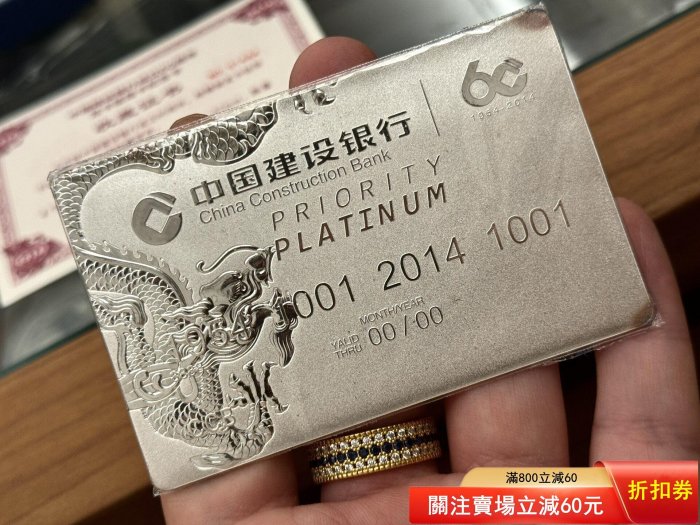 60
1954-2014
中国建设银行
China Construction Bank
PRIORITY
PLATINUM
1001 2014 1001
MONTH/YEAR
VALID THRU 00/00
滿800立減60
關注賣場立減60元
折扣券